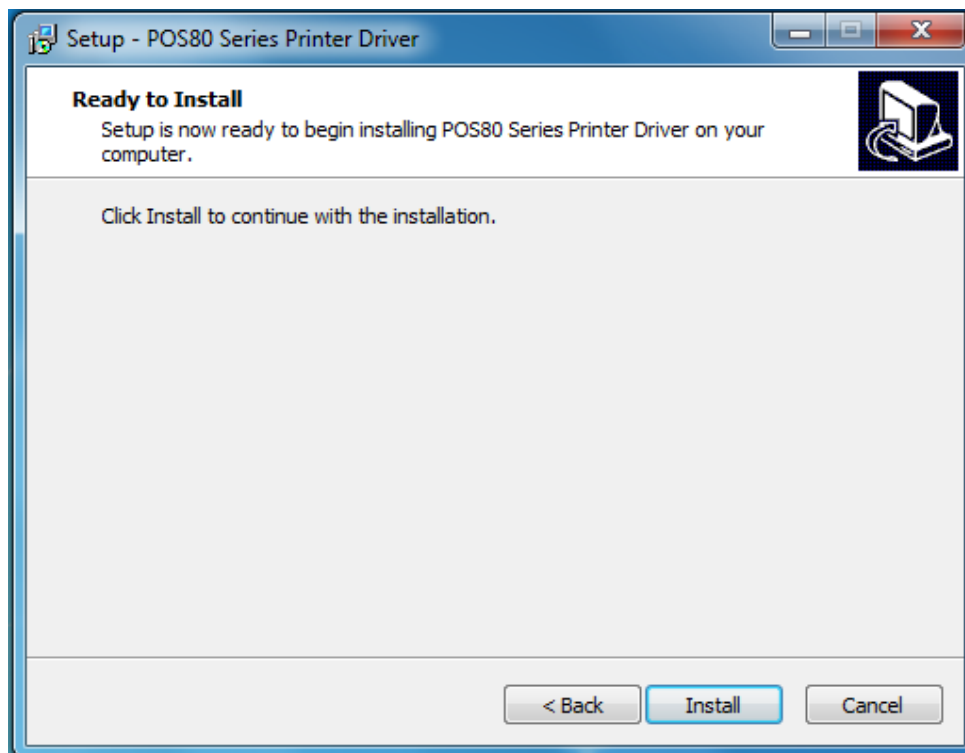 Setup - POS80 Series Printer Driver
Ready to Install
Setup is now ready to begin installing POS80 Series Printer Driver on your
computer.
Click Install to continue with the installation.
< Back Install Cancel